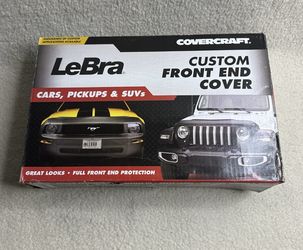 COVERCRAFT.
LeBra
CUSTOM
FRONT END
COVER
CARS, PICKUPS & SUVs
GREAT LOOKS • FULL FRONT END PROTECTION